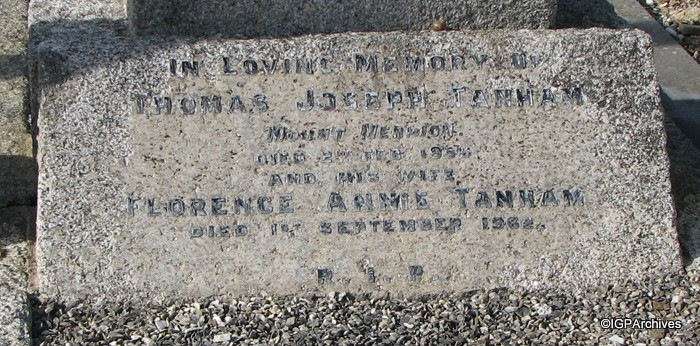 In Loving Memory Of
Thomas Joseph Tanham
Mount Merrion.
Died 2nd Feb
And His Wife
Florence Annie Tanham
Died 1st September 1962.
R.I.P.
©IGPArchives